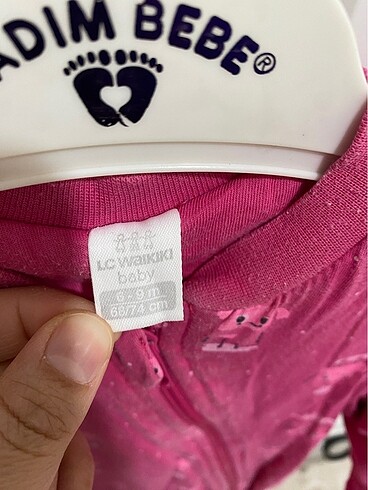 ADIM BEBE®
LC WAIKIKI
baby
6 - 9 m
68/74 cm